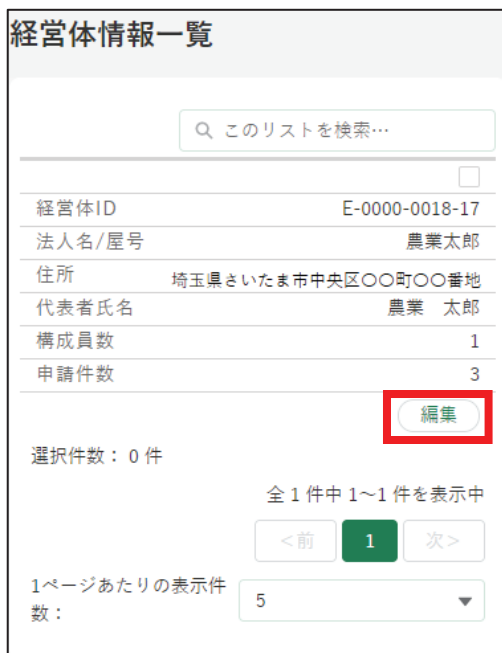 経営体情報一覧
このリストを検索…
経営体ID E-0000-0018-17
法人名/屋号 農業太郎
住所 埼玉県さいたま市中央区〇〇町〇〇番地
代表者氏名 農業　太郎
構成員数 1
申請件数 3
編集
選択件数： 0 件
全 1 件中 1～1 件を表示中
<前 1 次>
1ページあたりの表示件
数： 5